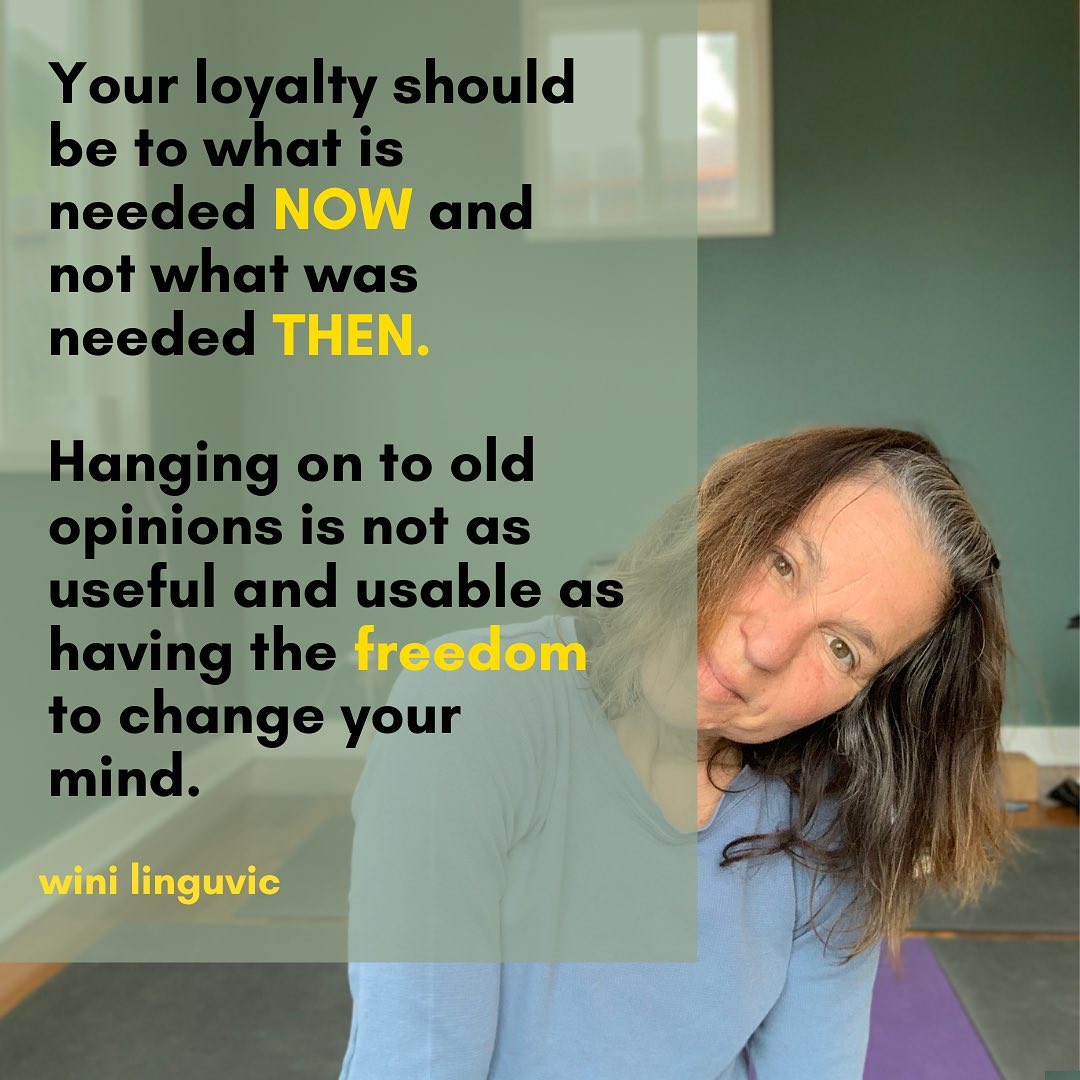 Your loyalty should
be to what is
needed NOW and
not what was
needed THEN.
Hanging on to old
opinions is not as
useful and usable as
having the freedom
to change your
mind.
wini linguvic